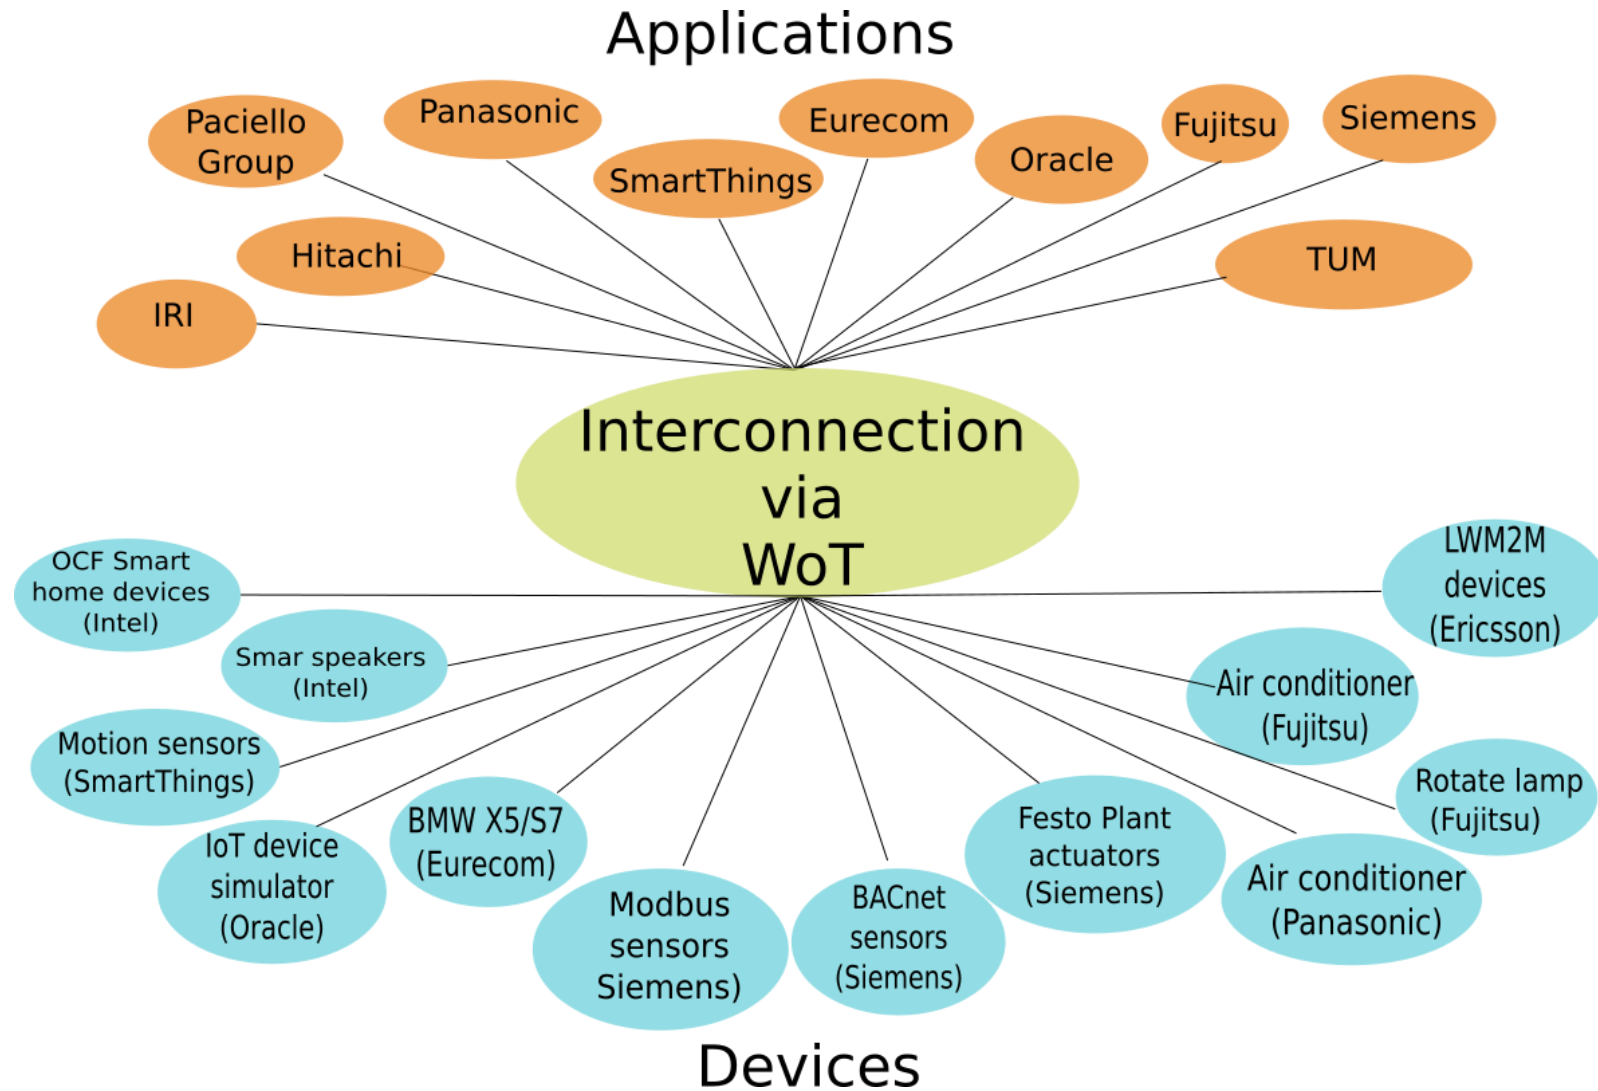 Applications
Paciello
Group
Panasonic
SmartThings
Eurecom
Oracle
Fujitsu
Siemens
Hitachi
IRI
TUM
Interconnection
via
WoT
OCF Smart
home devices
(Intel)
Smar speakers
(Intel)
Motion sensors
(SmartThings)
IoT device
simulator
(Oracle)
BMW X5/S7
(Eurecom)
Modbus
sensors
Siemens)
BACnet
sensors
(Siemens)
Festo Plant
actuators
(Siemens)
Air conditioner
(Panasonic)
Rotate lamp
(Fujitsu)
Air conditioner
(Fujitsu)
LWM2M
devices
(Ericsson)
Devices